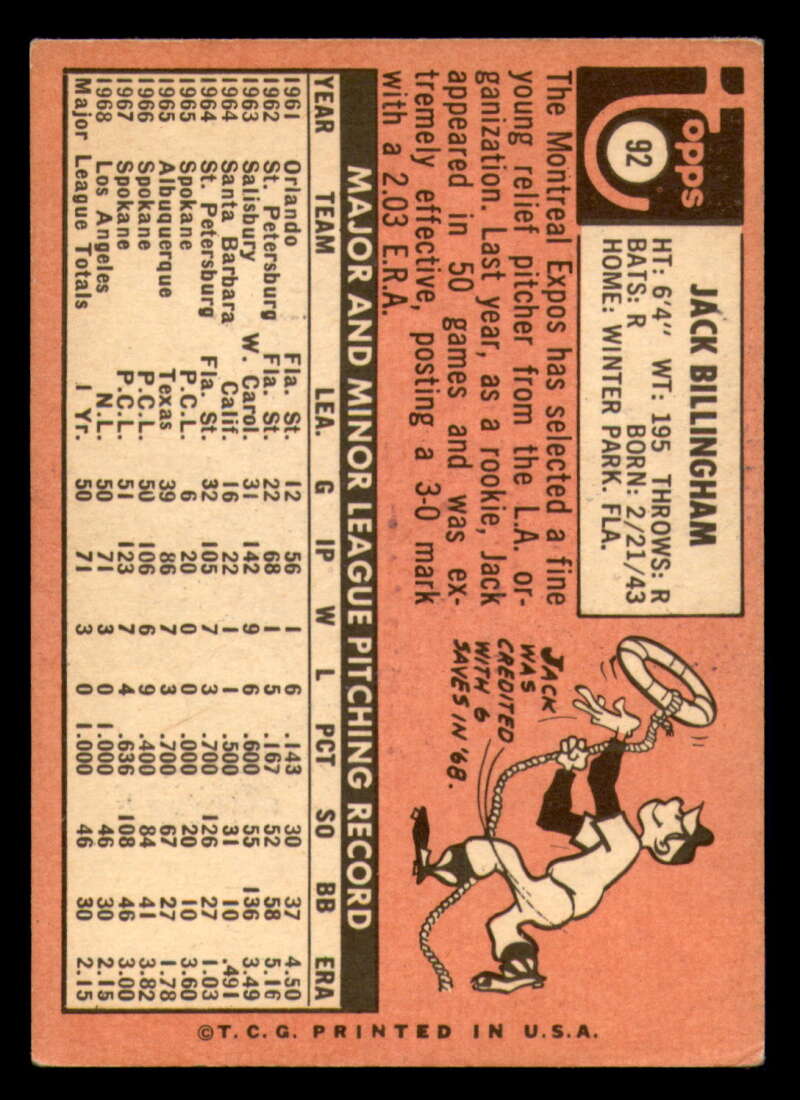 Topps
92
JACK BILLINGHAM
HT: 6'4" WT: 195 THROWS: R
BATS: R BORN: 2/21/43
HOME: WINTER PARK. FLA.
The Montreal Expos has selected a fine
young relief pitcher from the L.A. or-
ganization. Last year, as a rookie, Jack
appeared in 50 games and was ex-
tremely effective, posting a 3-0 mark
with a 2.03 E.R.A.
JACK
WAS
CREDITED
WITH 6
SAVES IN '68.
MAJOR AND MINOR LEAGUE PITCHING RECORD
YEAR TEAM LEA. G IP W L PCT SO BB ERA
1961 Orlando Fla. St. 12 56 1 6 .143 30 37 4.50
1962 St. Petersburg Fla. St. 22 68 1 5 .167 52 58 5.16
1963 Salisbury W. Carol. 31 142 9 6 .600 55 136 3.49
1964 Santa Barbara Calif. 16 22 1 1 .500 31 10 .491
1964 St. Petersburg Fla. St. 32 105 7 3 .700 126 27 1.03
1965 Spokane P.C.L. 6 20 0 0 .000 20 10 3.60
1965 Albuquerque Texas 39 86 7 3 .700 67 27 1.78
1966 Spokane P.C.L. 50 106 6 9 .400 84 41 3.82
1967 Spokane P.C.L. 51 123 7 4 .636 108 46 3.00
1968 Los Angeles N.L. 50 71 3 0 1.000 46 30 2.15
Major League Totals 1 Yr. 50 71 3 0 1.000 46 30 2.15
©T.C.G. PRINTED IN U.S.A.